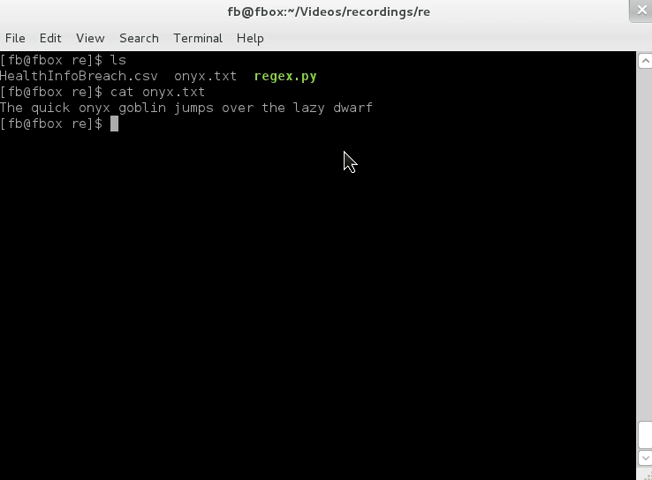 fb@fbox:~/Videos/recordings/re
File Edit View Search Terminal Help
[fb@fbox re]$ ls
HealthInfoBreach.csv  onyx.txt  regex.py
[fb@fbox re]$ cat onyx.txt
The quick onyx goblin jumps over the lazy dwarf
[fb@fbox re]$